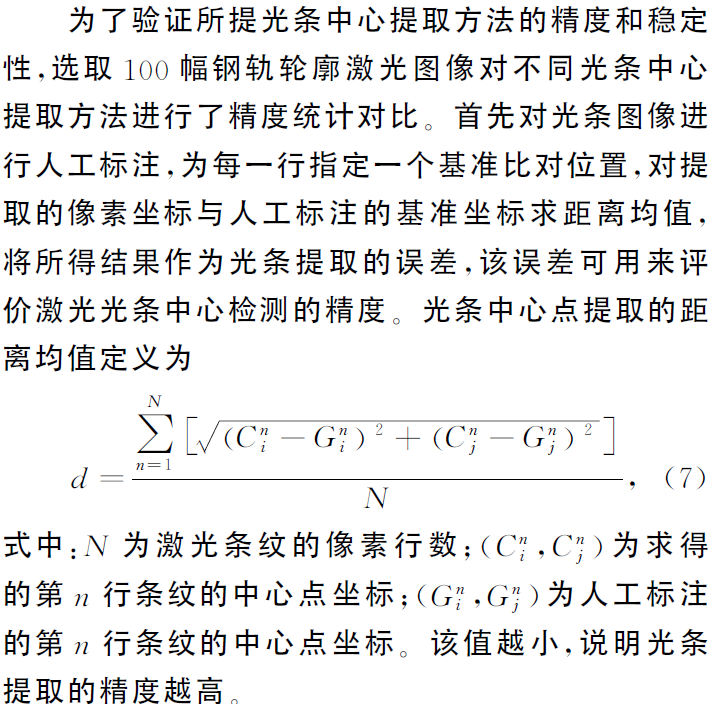 为了验证所提光条中心提取方法的精度和稳定
性,选取 100 幅钢轨轮廓激光图像对不同光条中心
提取方法进行了精度统计对比。首先对光条图像进
行人工标注,为每一行指定一个基准比对位置,对提
取的像素坐标与人工标注的基准坐标求距离均值,
将所得结果作为光条提取的误差,该误差可用来评
价激光光条中心检测的精度。光条中心点提取的距
离均值定义为
$d = \frac{\sum_{n=1}^{N} \left[ \sqrt{(C_i^n - G_i^n)^2 + (C_j^n - G_j^n)^2} \right]}{N}$, (7)
式中:$N$ 为激光条纹的像素行数;$(C_i^n, C_j^n)$为求得
的第 $n$ 行条纹的中心点坐标;$(G_i^n, G_j^n)$为人工标注
的第 $n$ 行条纹的中心点坐标。该值越小,说明光条
提取的精度越高。